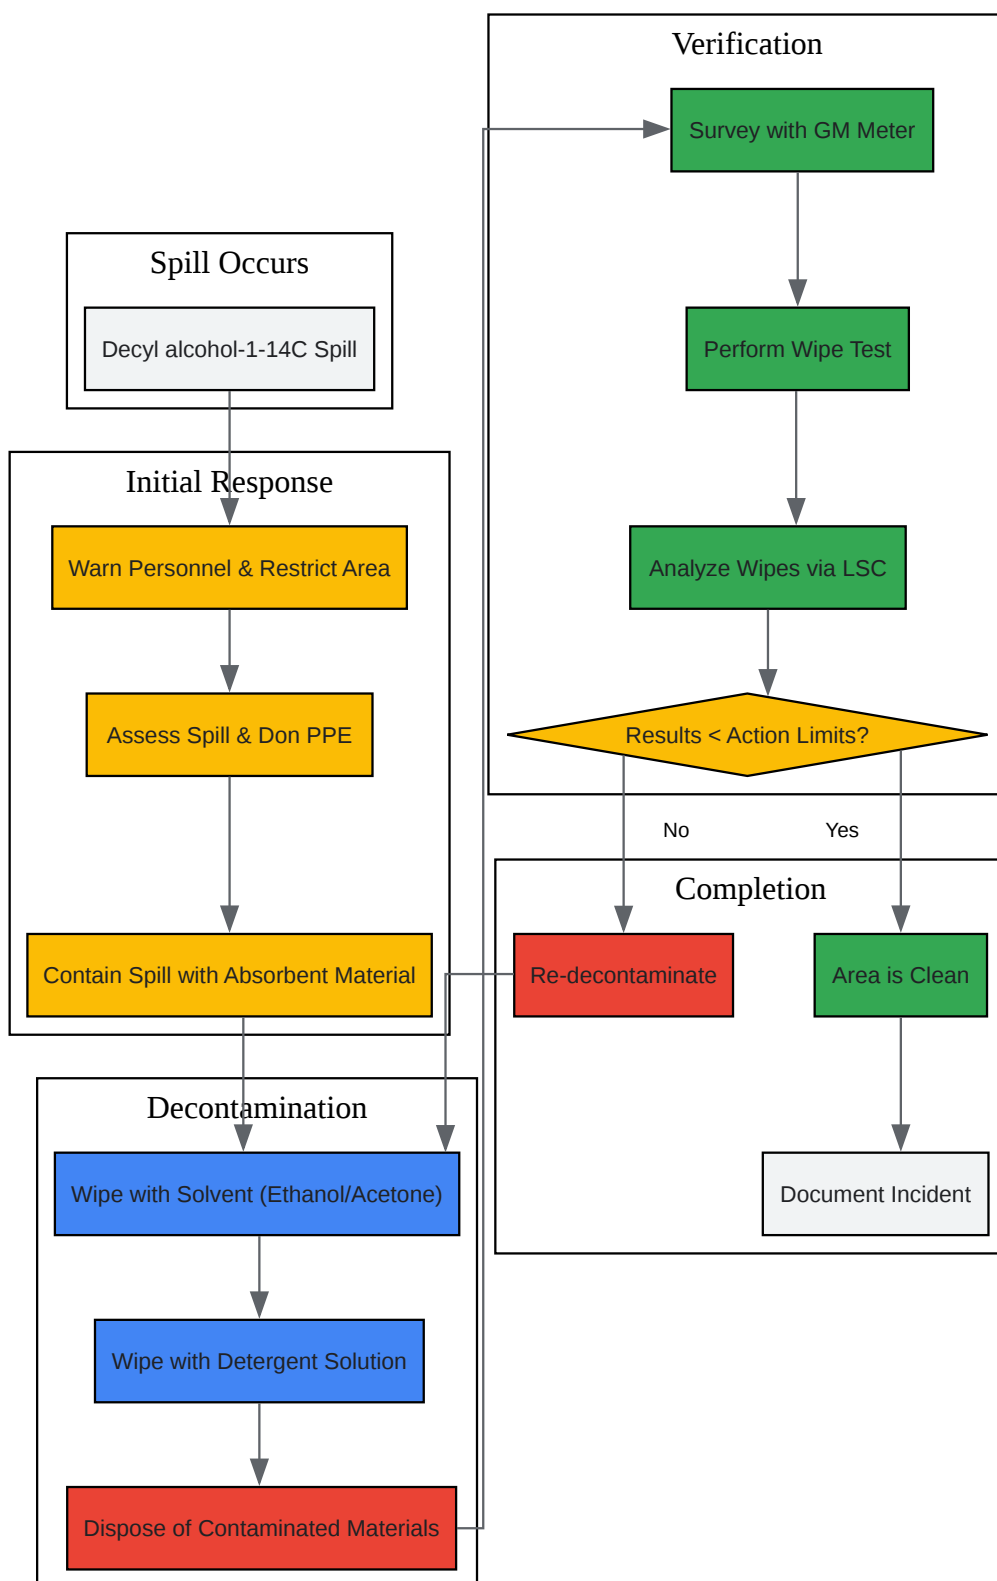 Spill Occurs
Decyl alcohol-1-14C Spill
Initial Response
Warn Personnel & Restrict Area
Assess Spill & Don PPE
Contain Spill with Absorbent Material
Decontamination
Wipe with Solvent (Ethanol/Acetone)
Wipe with Detergent Solution
Dispose of Contaminated Materials
Verification
Survey with GM Meter
Perform Wipe Test
Analyze Wipes via LSC
Results < Action Limits?
No
Yes
Completion
Re-decontaminate
Area is Clean
Document Incident